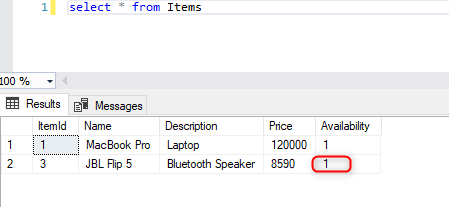 1 select * from Items
100 %
Results Messages
ItemId Name Description Price Availability
1 1 MacBook Pro Laptop 120000 1
2 3 JBL Flip 5 Bluetooth Speaker 8590 1